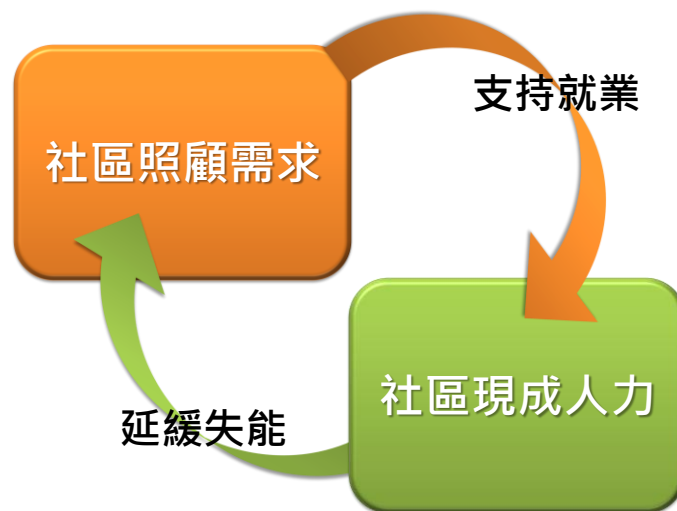 支持就業
社區照顧需求
社區現成人力
延緩失能